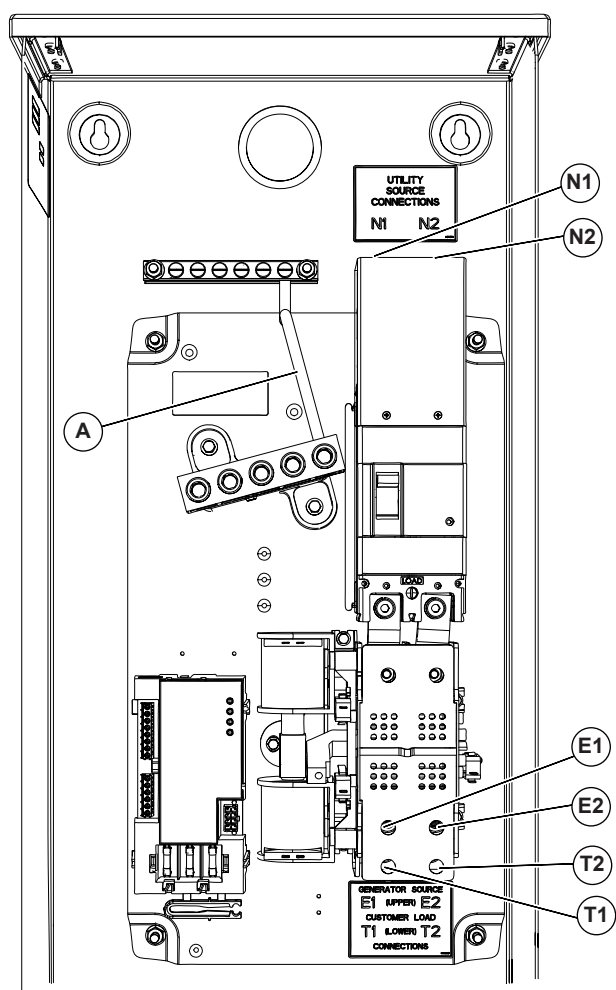 UTILITY
SOURCE
CONNECTIONS
N1 N2
N1
N2
A
LOAD
E1
E2
T2
T1
GENERATOR SOURCE
E1 (UPPER) E2
CUSTOMER LOAD
T1 (LOWER) T2
CONNECTIONS